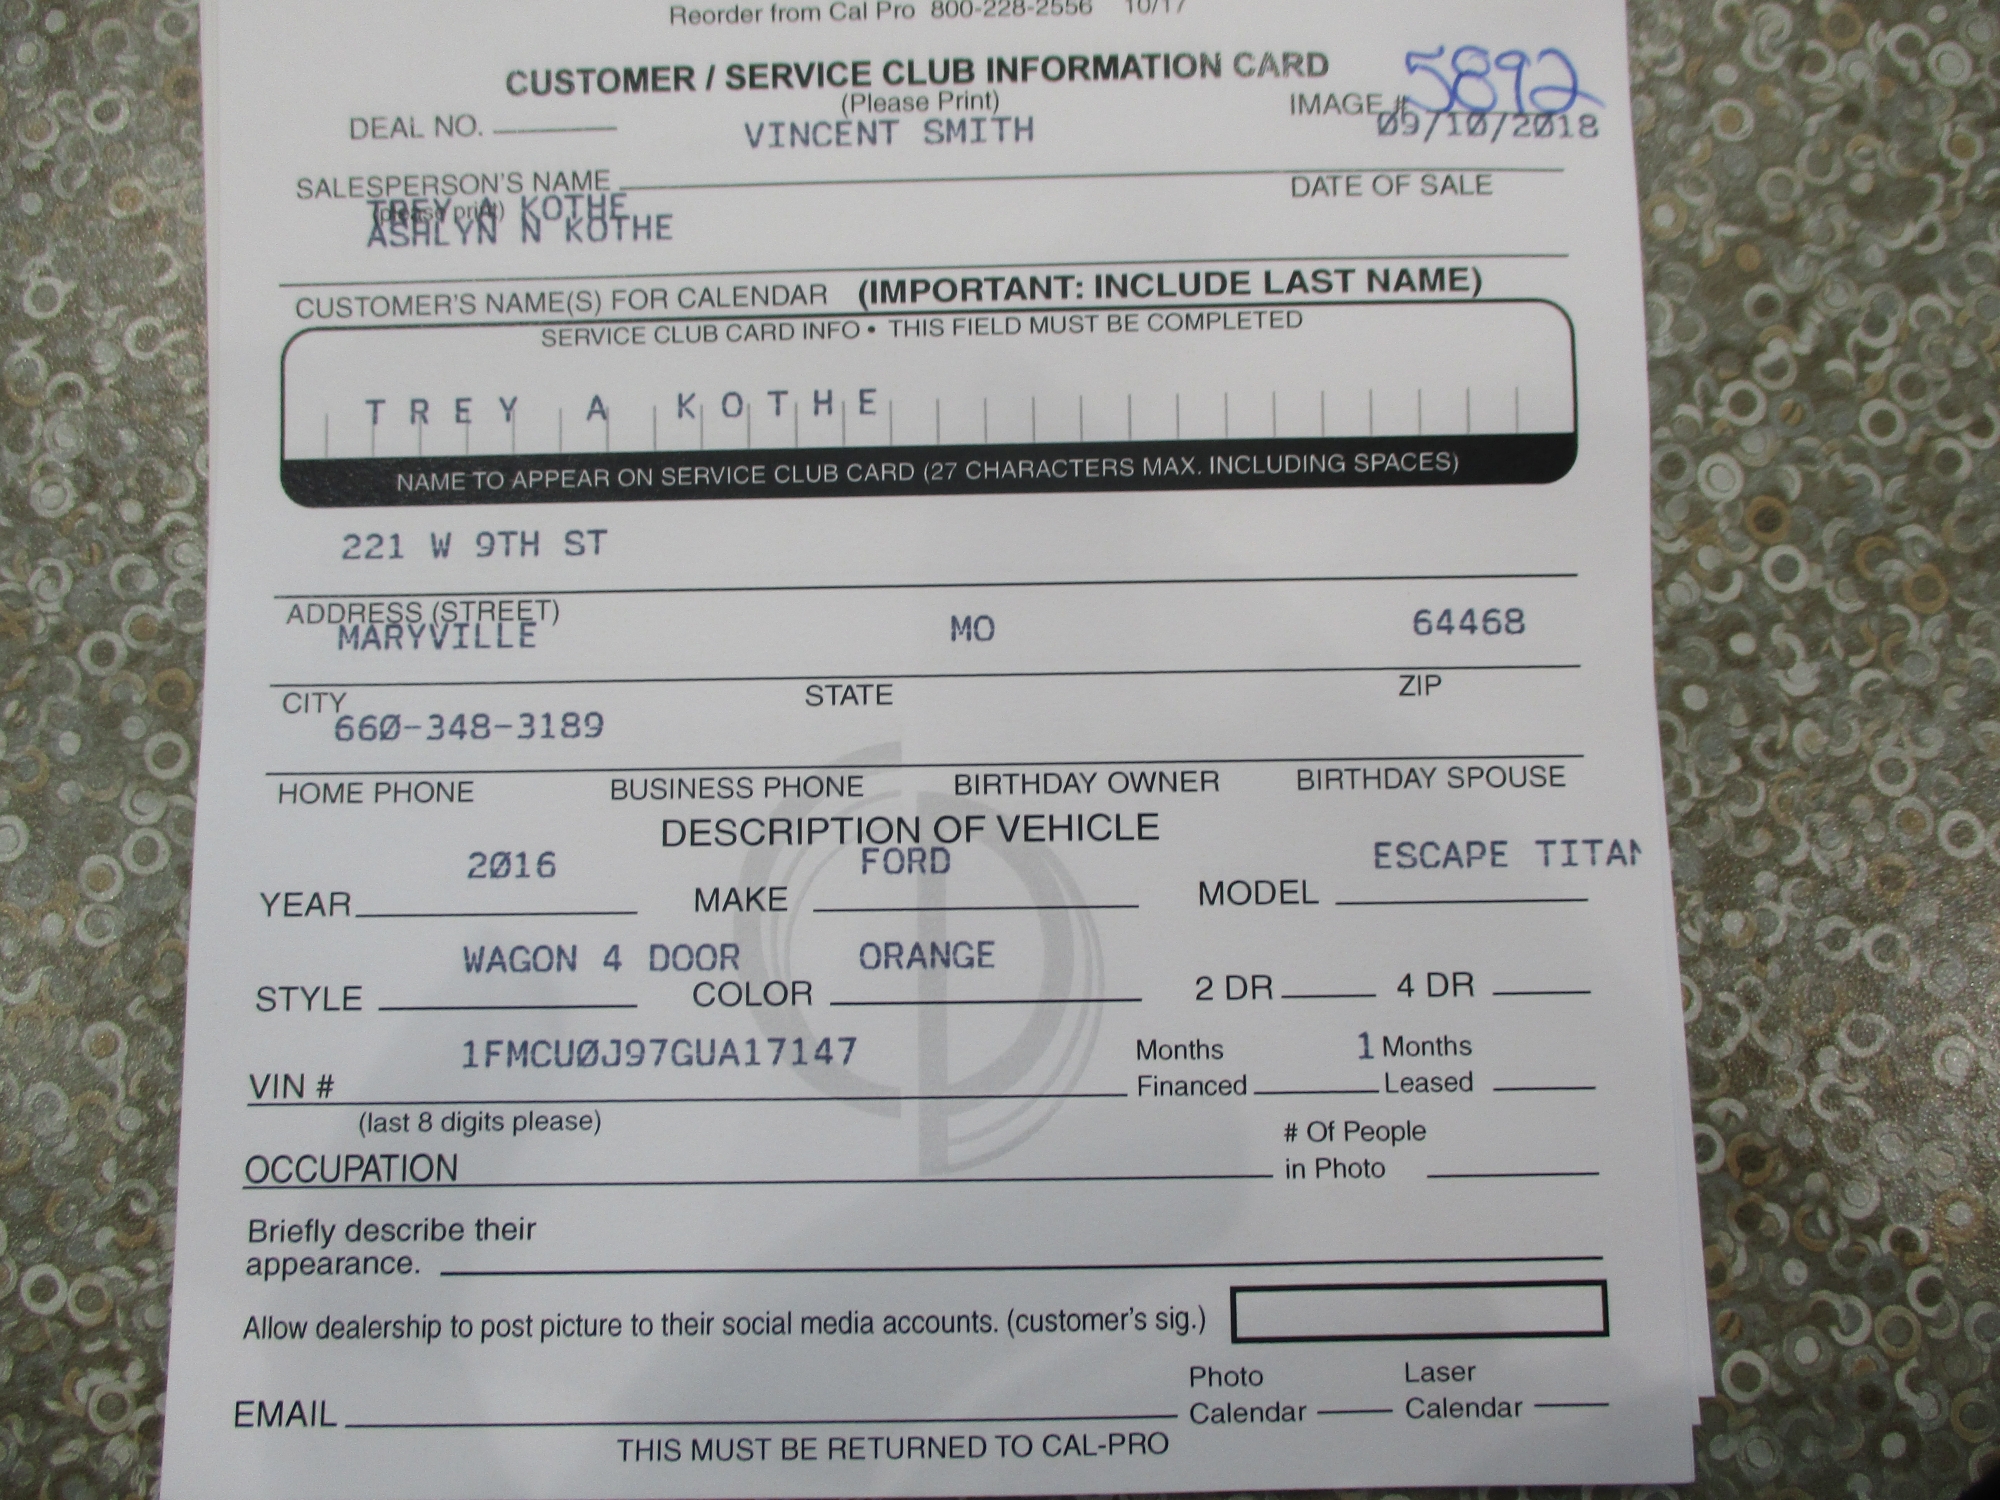 Reorder from Cal Pro 800-228-2556 10/17
CUSTOMER / SERVICE CLUB INFORMATION CARD
(Please Print)
5892
IMAGE #
DEAL NO.
VINCENT SMITH
09/10/2018
SALESPERSON'S NAME
DATE OF SALE
(please print)
TREY A KOTHE
ASHLYN N KOTHE
CUSTOMER'S NAME(S) FOR CALENDAR (IMPORTANT: INCLUDE LAST NAME)
SERVICE CLUB CARD INFO • THIS FIELD MUST BE COMPLETED
TREY A KOTHE
NAME TO APPEAR ON SERVICE CLUB CARD (27 CHARACTERS MAX. INCLUDING SPACES)
221 W 9TH ST
ADDRESS (STREET)
MARYVILLE MO 64468
CITY STATE ZIP
660-348-3189
HOME PHONE BUSINESS PHONE BIRTHDAY OWNER BIRTHDAY SPOUSE
DESCRIPTION OF VEHICLE
2016 FORD ESCAPE TITAN
YEAR MAKE MODEL
WAGON 4 DOOR ORANGE
STYLE COLOR 2 DR 4 DR
1FMCU0J97GUA17147 Months 1 Months
VIN # Financed Leased
(last 8 digits please)
# Of People
OCCUPATION in Photo
Briefly describe their
appearance.
Allow dealership to post picture to their social media accounts. (customer's sig.)
Photo Laser
EMAIL Calendar Calendar
THIS MUST BE RETURNED TO CAL-PRO